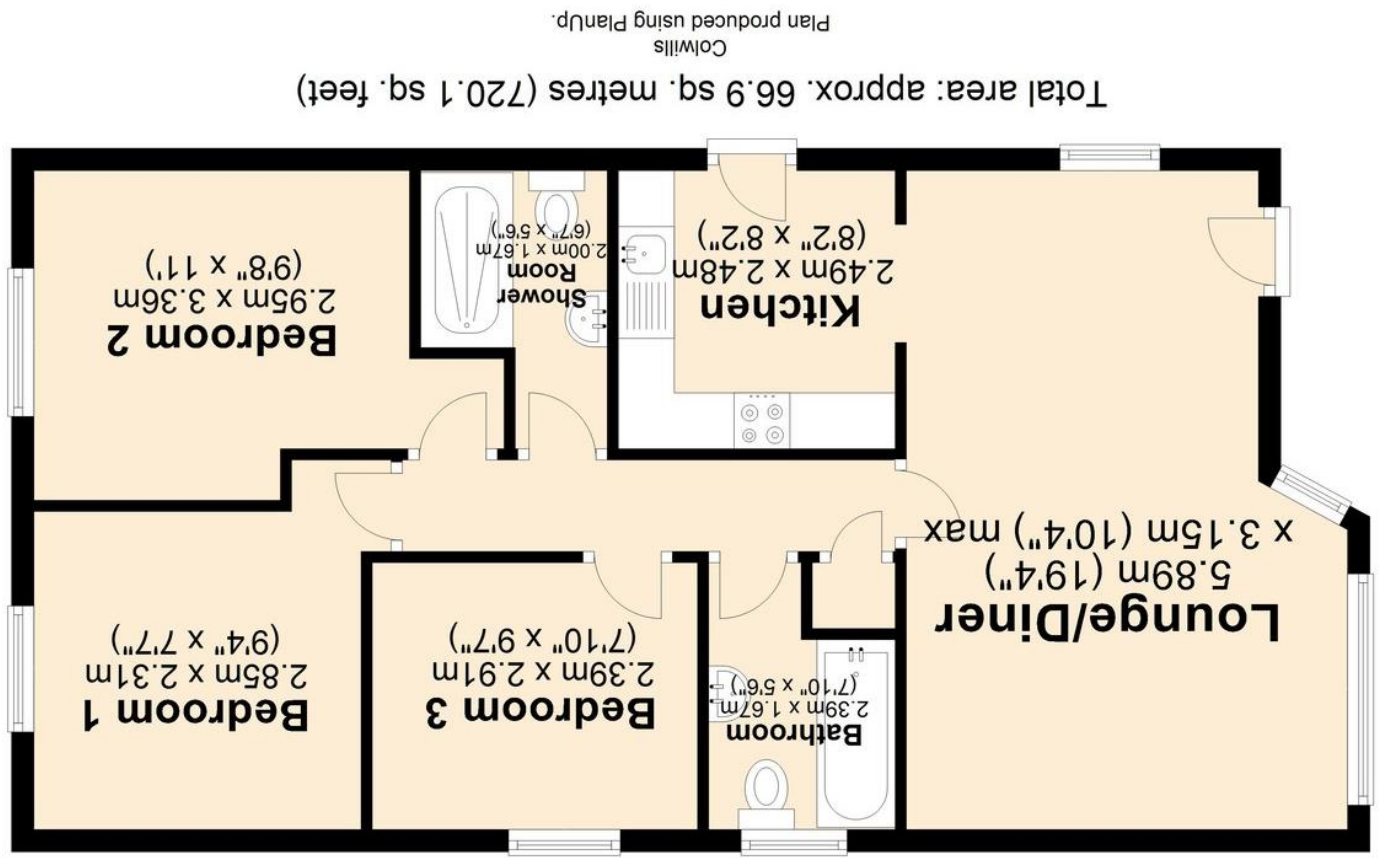 Bathroom
2.39m x 1.67m
(7'10" x 5'6")
Bedroom 3
2.39m x 2.91m
(7'10" x 9'7")
Bedroom 1
2.85m x 2.31m
(9'4" x 7'7")
Lounge/Diner
5.89m (19'4")
x 3.15m (10'4") max
Kitchen
2.49m x 2.48m
(8'2" x 8'2")
Shower
Room
2.00m x 1.67m
(6'7" x 5'6")
Bedroom 2
2.95m x 3.36m
(9'8" x 11')
Total area: approx. 66.9 sq. metres (720.1 sq. feet)
Colwills
Plan produced using PlanUp.